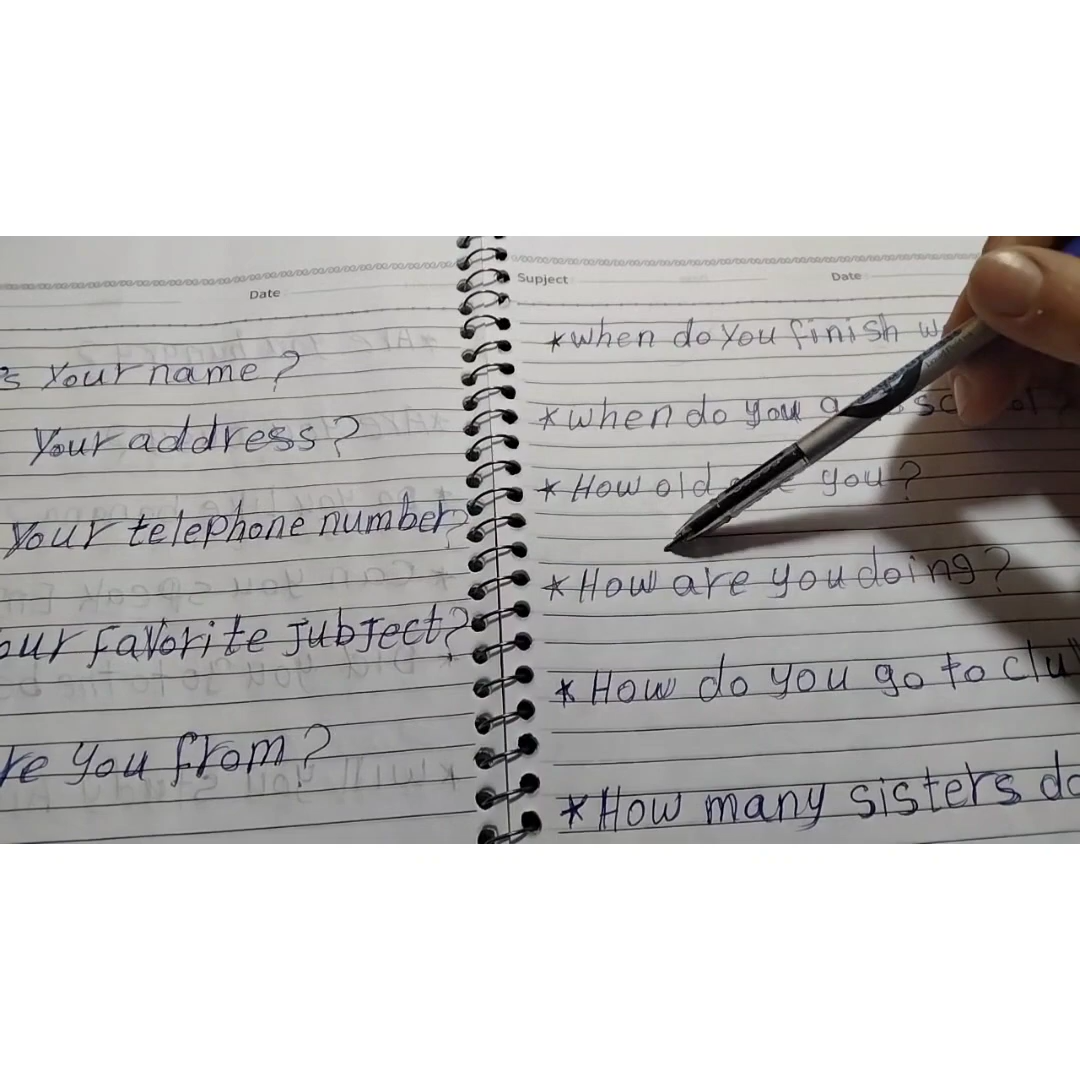 Date
s Your name?
Your address?
Your telephone number?
our favorite Jubject?
re you from?
Supject
Date
*when do you finish w
*when do you
*How old you?
*How are you doing?
*How do you go to clu
*How many sisters do